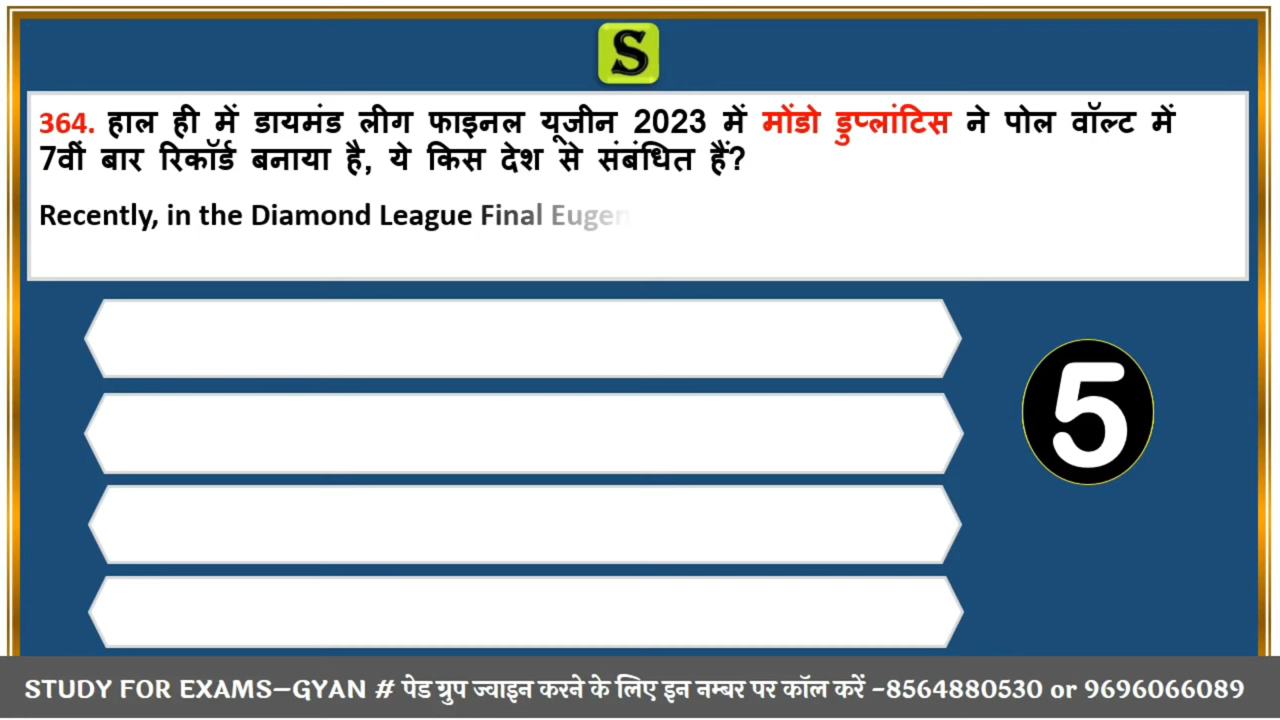 S
364. हाल ही में डायमंड लीग फाइनल यूजीन 2023 में मोंडो डुप्लांटिस ने पोल वॉल्ट में
7वीं बार रिकॉर्ड बनाया है, ये किस देश से संबंधित हैं?
Recently, in the Diamond League Final Eugen
5
STUDY FOR EXAMS-GYAN # पेड ग्रुप ज्वाइन करने के लिए इन नम्बर पर कॉल करें -8564880530 or 9696066089